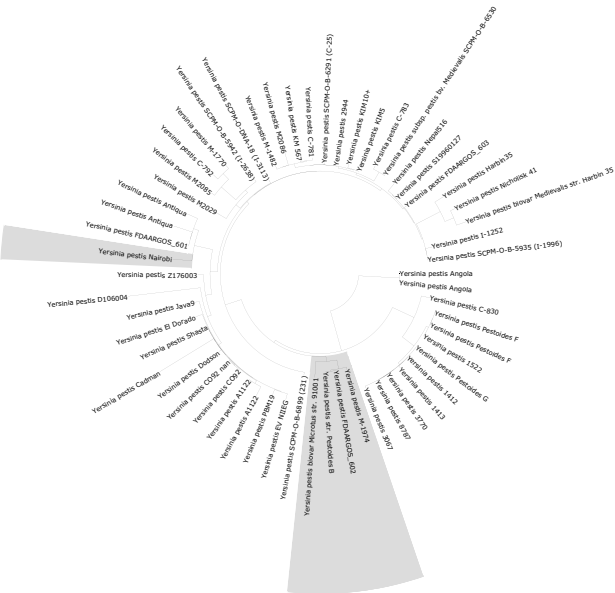 Yersinia pestis SCPM-O-B-6291 (C-25)
Yersinia pestis 2944
Yersinia pestis KIM10+
Yersinia pestis KIM5
Yersinia pestis C-783
Yersinia pestis subsp. pestis bv. Medievalis SCPM-O-B-6530
Yersinia pestis Nepal516
Yersinia pestis S19960127
Yersinia pestis FDAARGOS_603
Yersinia pestis Harbin35
Yersinia pestis Nicholisk 41
Yersinia pestis biovar Medievalis str. Harbin 35
Yersinia pestis I-1252
Yersinia pestis SCPM-O-B-5935 (I-1996)
Yersinia pestis Angola
Yersinia pestis Angola
Yersinia pestis C-830
Yersinia pestis Pestoides F
Yersinia pestis Pestoides F
Yersinia pestis 1522
Yersinia pestis Pestoides G
Yersinia pestis 1412
Yersinia pestis 1413
Yersinia pestis 3770
Yersinia pestis 8787
Yersinia pestis 3067
Yersinia pestis M-1974
Yersinia pestis FDAARGOS_602
Yersinia pestis str. Pestoides B
Yersinia pestis biovar Microtus str. 91001
Yersinia pestis SCPM-O-B-6899 (231)
Yersinia pestis EV NIIEG
Yersinia pestis PBM19
Yersinia pestis A1122
Yersinia pestis A1122
Yersinia pestis CO92
Yersinia pestis CO92 nan
Yersinia pestis Dodson
Yersinia pestis Cadman
Yersinia pestis Shasta
Yersinia pestis El Dorado
Yersinia pestis Java9
Yersinia pestis D106004
Yersinia pestis Z176003
Yersinia pestis Nairobi
Yersinia pestis FDAARGOS_601
Yersinia pestis Antiqua
Yersinia pestis Antiqua
Yersinia pestis M2029
Yersinia pestis M2085
Yersinia pestis C-792
Yersinia pestis M-1770
Yersinia pestis SCPM-O-B-5942 (I-2638)
Yersinia pestis SCPM-O-DNA-18 (I-3113)
Yersinia pestis M-1482
Yersinia pestis M2086
Yersinia pestis KM 567
Yersinia pestis C-781